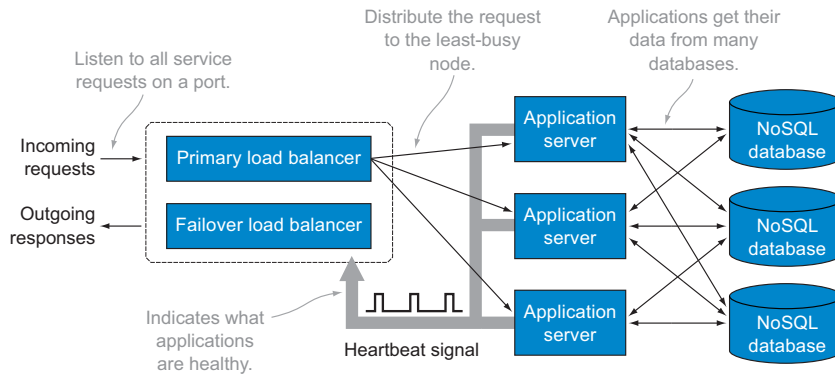 Distribute the request
to the least-busy
node.
Applications get their
data from many
databases.
Listen to all service
requests on a port.
Incoming
requests
Outgoing
responses
Primary load balancer
Failover load balancer
Application
server
Application
server
Application
server
NoSQL
database
NoSQL
database
NoSQL
database
Indicates what
applications
are healthy.
Heartbeat signal